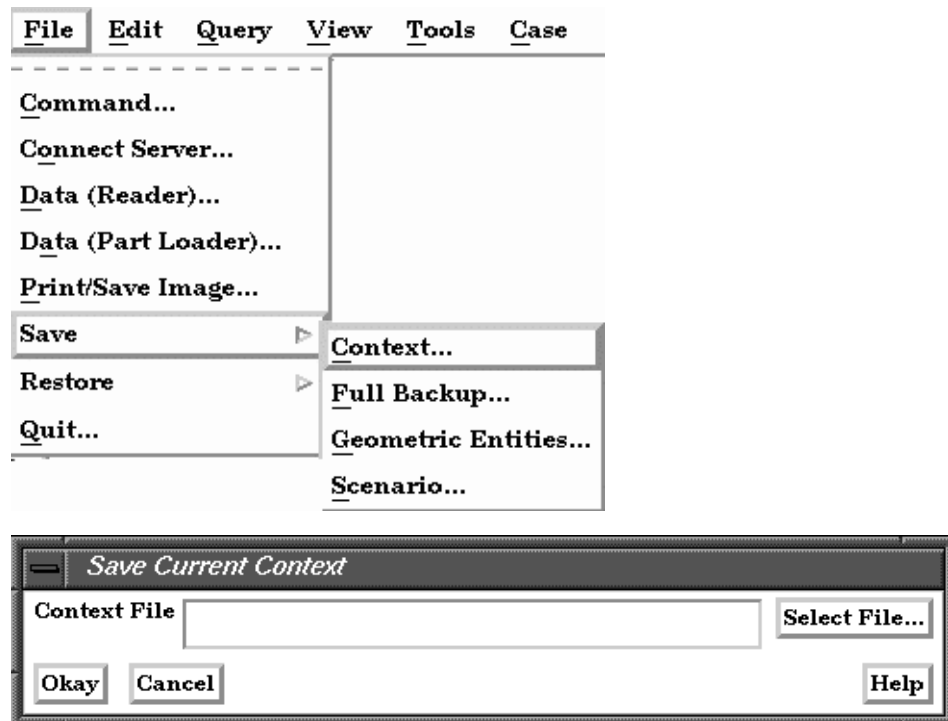 File Edit Query View Tools Case
Command...
Connect Server...
Data (Reader)...
Data (Part Loader)...
Print/Save Image...
Save
Restore
Quit...
Context...
Full Backup...
Geometric Entities...
Scenario...
Save Current Context
Context File Select File...
Okay Cancel Help